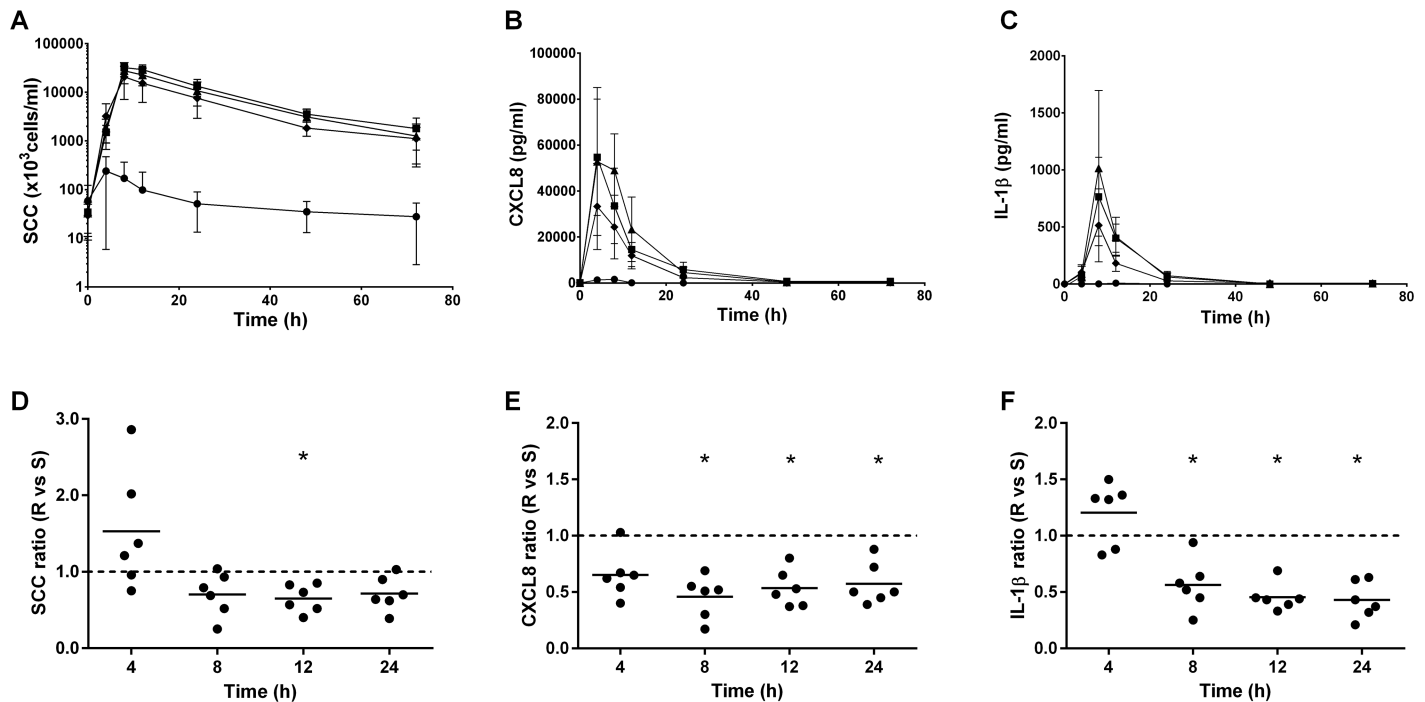 A
SCC (x10³cells/ml)
100000
10000
1000
100
10
1
0 20 40 60 80
Time (h)
B
CXCL8 (pg/ml)
100000
80000
60000
40000
20000
0
0 20 40 60 80
Time (h)
C
IL-1β (pg/ml)
2000
1500
1000
500
0
0 20 40 60 80
Time (h)
D
SCC ratio (R vs S)
3.0
2.0
1.0
0.0
*
4 8 12 24
Time (h)
E
CXCL8 ratio (R vs S)
2.0
1.5
1.0
0.5
0.0
* * *
4 8 12 24
Time (h)
F
IL-1β ratio (R vs S)
2.0
1.5
1.0
0.5
0.0
* * *
4 8 12 24
Time (h)